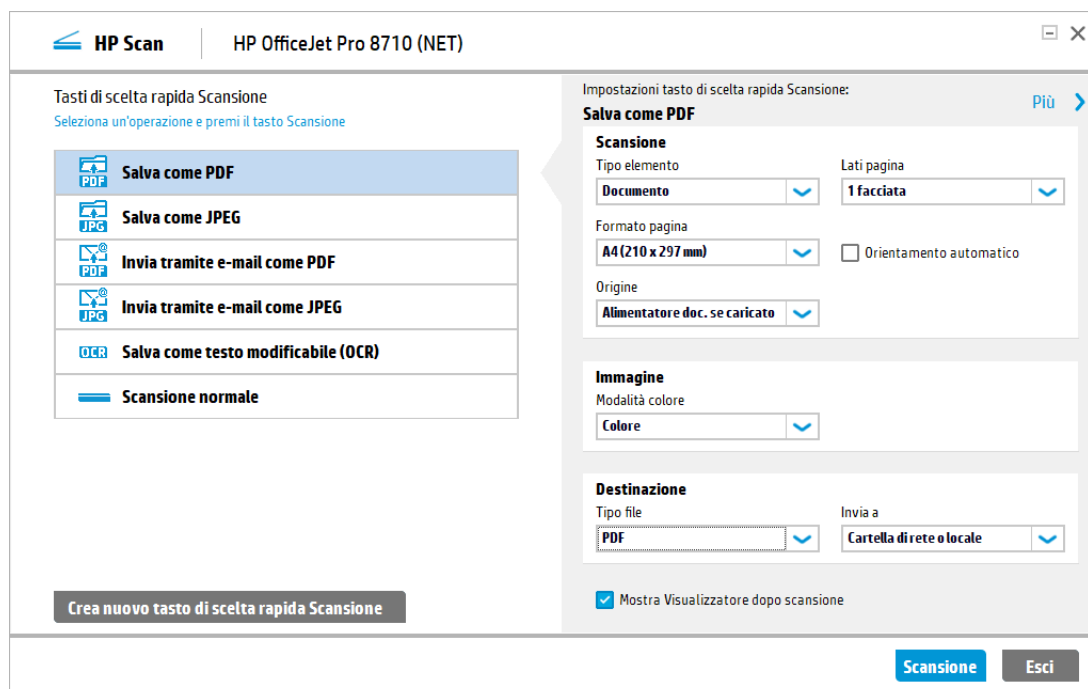 HP Scan
HP OfficeJet Pro 8710 (NET)
Tasti di scelta rapida Scansione
Seleziona un'operazione e premi il tasto Scansione
PDF
Salva come PDF
JPG
Salva come JPEG
@
PDF
Invia tramite e-mail come PDF
@
JPG
Invia tramite e-mail come JPEG
OCR
Salva come testo modificabile (OCR)
Scansione normale
Crea nuovo tasto di scelta rapida Scansione
Impostazioni tasto di scelta rapida Scansione:
Salva come PDF
Più
Scansione
Tipo elemento
Lati pagina
Documento
1 facciata
Formato pagina
A4 (210 x 297 mm)
Orientamento automatico
Origine
Alimentatore doc. se caricato
Immagine
Modalità colore
Colore
Destinazione
Tipo file
Invia a
PDF
Cartella di rete o locale
Mostra Visualizzatore dopo scansione
Scansione
Esci